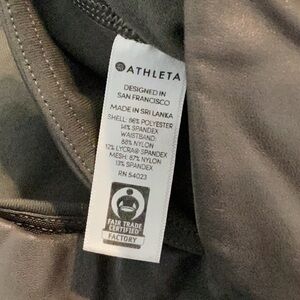 ATHLETA
DESIGNED IN
SAN FRANCISCO
MADE IN SRI LANKA
SHELL: 86% POLYESTER
14% SPANDEX
WAISTBAND:
88% NYLON
12% LYCRA® SPANDEX
MESH: 87% NYLON
13% SPANDEX
RN 54023
FAIR TRADE
CERTIFIED
FACTORY